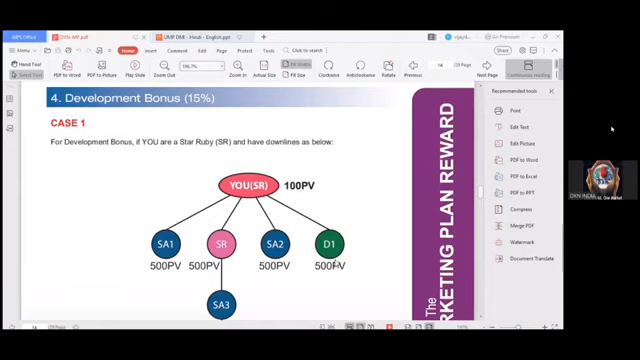 WPS Office
DXN-MP.pdf
UMP DMI - Hindi - English.ppt
Go Premium
Menu
Home
Insert
Comment
Edit
Page
Protect
Tools
Click to search
Share
Hand Tool
Select Tool
PDF to Word
PDF to Picture
Play Slide
Zoom Out
196.7%
Zoom In
Actual Size
Fit Width
Fit Size
Clockwise
Anticlockwise
Rotate
Previous
14
Next Page
Continuous reading
4. Development Bonus (15%)
CASE 1
For Development Bonus, if YOU are a Star Ruby (SR) and have downlines as below:
YOU(SR) 100PV
SA1 SR SA2 D1
500PV 500PV 500PV 500PV
SA3
The
RKETING PLAN REWARD
Recommended tools
Print
Edit Text
Edit Picture
PDF to Word
PDF to Excel
PDF to PPT
Compress
Merge PDF
Watermark
Document Translate
DXN INDIA
14